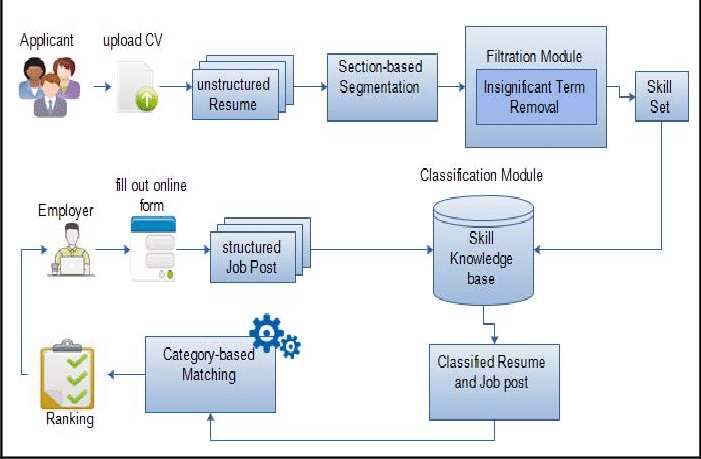 Applicant
upload CV
unstructured
Resume
Section-based
Segmentation
Filtration Module
Insignificant Term
Removal
Skill
Set
Classification Module
Employer
fill out online
form
structured
Job Post
Skill
Knowledge
base
Ranking
Category-based
Matching
Classified Resume
and Job post